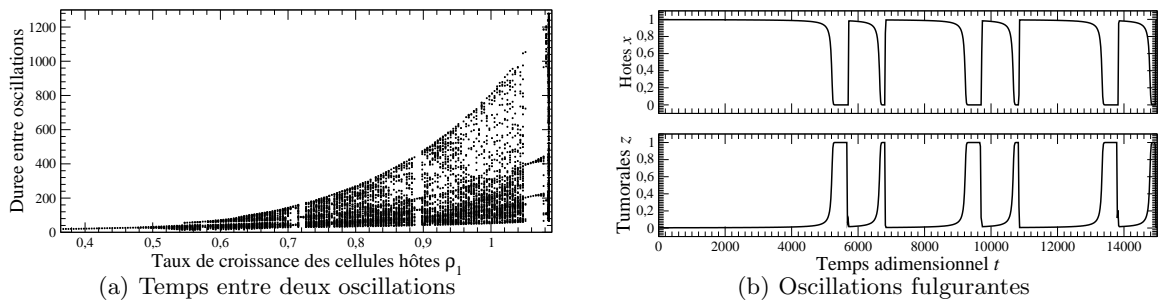 1200
1000
800
600
400
200
0
Duree entre oscillations
0,4 0,5 0,6 0,7 0,8 0,9 1
Taux de croissance des cellules hôtes ρ₁
(a) Temps entre deux oscillations
1
0,8
0,6
0,4
0,2
0
Hotes x
1
0,8
0,6
0,4
0,2
0
Tumorales z
0 2000 4000 6000 8000 10000 12000 14000
Temps adimensionnel t
(b) Oscillations fulgurantes